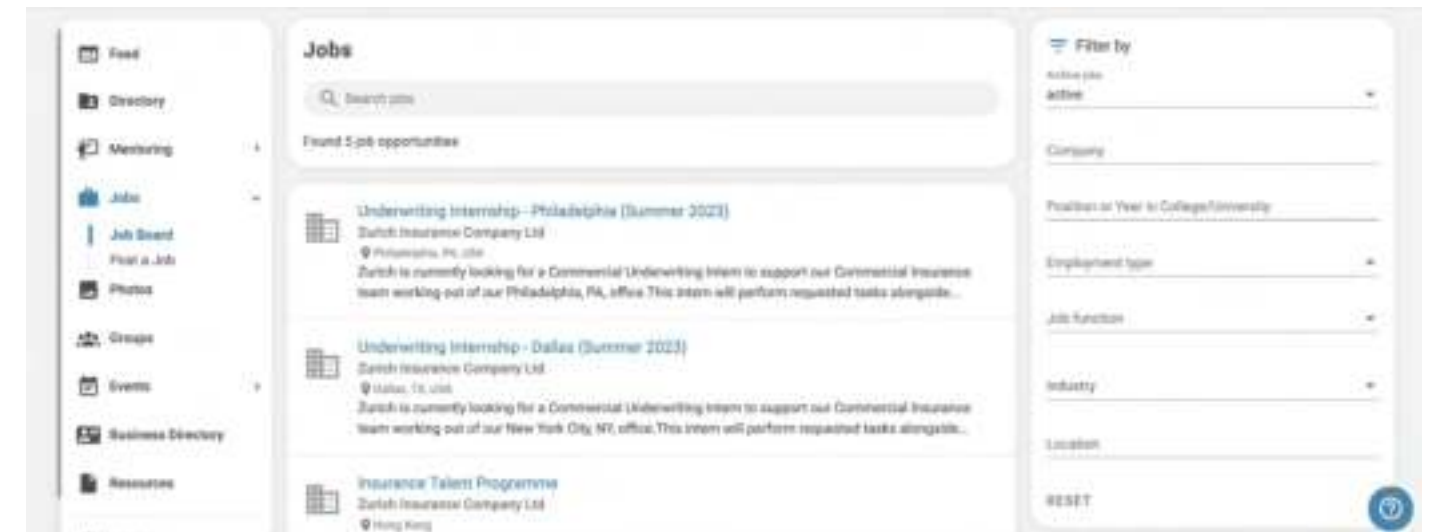 Feed
Directory
Mentoring
Jobs
Job Board
Post a Job
Photos
Groups
Events
Business Directory
Resources
Jobs
Search jobs
Found 5 job opportunities
Underwriting Internship - Philadelphia (Summer 2023)
Zurich Insurance Company Ltd
Philadelphia, PA, USA
Zurich is currently looking for a Commercial Underwriting Intern to support our Commercial Insurance
team working out of our Philadelphia, PA, office.This intern will perform requested tasks alongside...
Underwriting Internship - Dallas (Summer 2023)
Zurich Insurance Company Ltd
Dallas, TX, USA
Zurich is currently looking for a Commercial Underwriting Intern to support our Commercial Insurance
team working out of our New York City, NY, office.This intern will perform requested tasks alongside...
Insurance Talent Programme
Zurich Insurance Company Ltd
Hong Kong
Filter by
Active jobs
active
Company
Position or Year in College/University
Employment type
Job function
Industry
Location
RESET